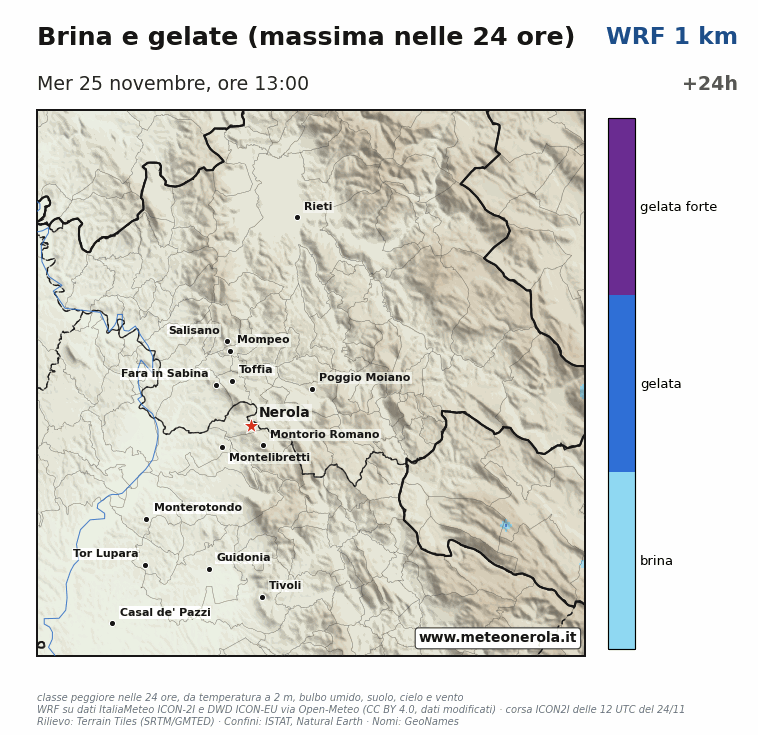 Brina e gelate (massima nelle 24 ore)
WRF 1 km
Mer 25 novembre, ore 13:00
+24h
gelata forte
Rieti
Salisano
Mompeo
Fara in Sabina
Toffia
Poggio Moiano
gelata
Nerola
Montorio Romano
Montelibretti
Monterotondo
Tor Lupara
Guidonia
brina
Tivoli
Casal de' Pazzi
www.meteonerola.it
classe peggiore nelle 24 ore, da temperatura a 2 m, bulbo umido, suolo, cielo e vento
WRF su dati ItaliaMeteo ICON-2I e DWD ICON-EU via Open-Meteo (CC BY 4.0, dati modificati) · corsa ICON2I delle 12 UTC del 24/11
Rilievo: Terrain Tiles (SRTM/GMTED) · Confini: ISTAT, Natural Earth · Nomi: GeoNames